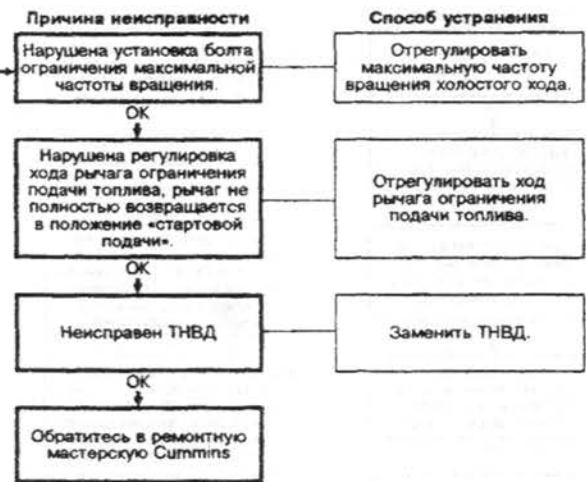 Причина неисправности
Способ устранения
Нарушена установка болта
ограничения максимальной
частоты вращения.
Отрегулировать
максимальную частоту
вращения холостого хода.
ОК
Нарушена регулировка
хода рычага ограничения
подачи топлива, рычаг не
полностью возвращается
в положение «стартовой
подачи».
Отрегулировать ход
рычага ограничения
подачи топлива.
ОК
Неисправен ТНВД
Заменить ТНВД.
ОК
Обратитесь в ремонтную
мастерскую Cummins